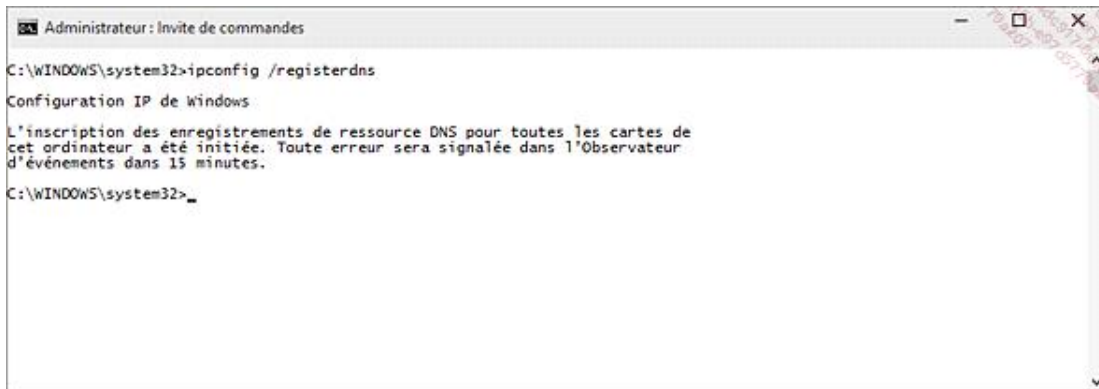 Administrateur : Invite de commandes
C:\WINDOWS\system32>ipconfig /registerdns
Configuration IP de Windows
L'inscription des enregistrements de ressource DNS pour toutes les cartes de
cet ordinateur a été initiée. Toute erreur sera signalée dans l'Observateur
d'événements dans 15 minutes.
C:\WINDOWS\system32>_